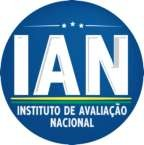 IAN
INSTITUTO DE AVALIAÇÃO
NACIONAL